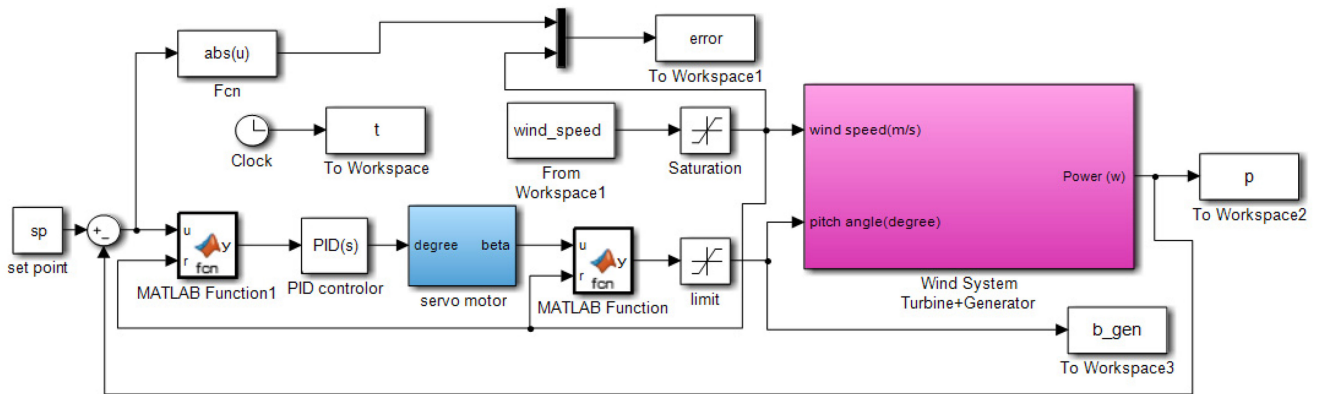 abs(u)
Fcn
error
To Workspace1
Clock
t
To Workspace
wind_speed
From
Workspace1
Saturation
wind speed(m/s)
Power (w)
pitch angle(degree)
Wind System
Turbine+Generator
p
To Workspace2
sp
set point
+
-
u
r
y
fcn
MATLAB Function1
PID(s)
PID controlor
degree beta
servo motor
u
r
y
fcn
MATLAB Function
limit
b_gen
To Workspace3